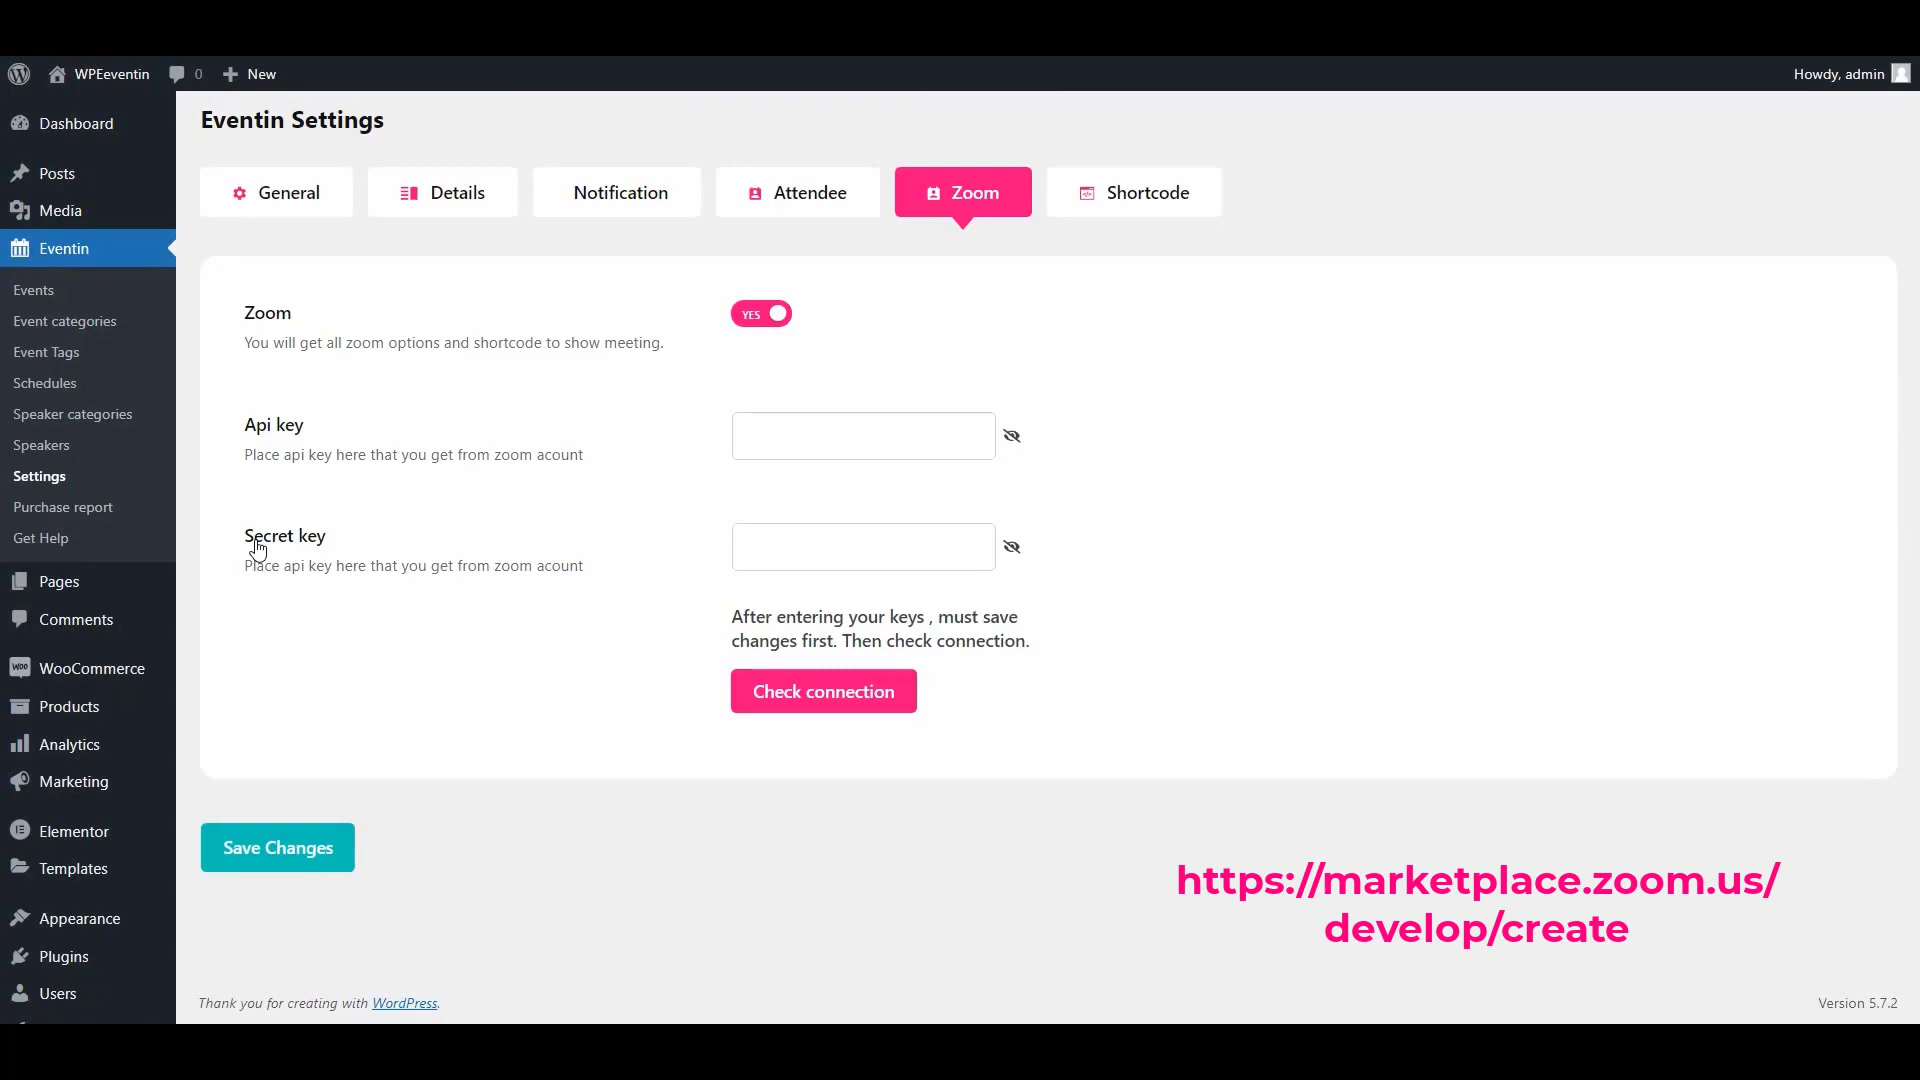 WPEeventin 0 New Howdy, admin
Dashboard
Posts
Media
Eventin
Events
Event categories
Event Tags
Schedules
Speaker categories
Speakers
Settings
Purchase report
Get Help
Pages
Comments
WooCommerce
Products
Analytics
Marketing
Elementor
Templates
Appearance
Plugins
Users
Eventin Settings
General Details Notification Attendee Zoom Shortcode
Zoom
YES
You will get all zoom options and shortcode to show meeting.
Api key
Place api key here that you get from zoom acount
Secret key
Place api key here that you get from zoom acount
After entering your keys , must save
changes first. Then check connection.
Check connection
Save Changes
https://marketplace.zoom.us/
develop/create
Thank you for creating with WordPress.
Version 5.7.2